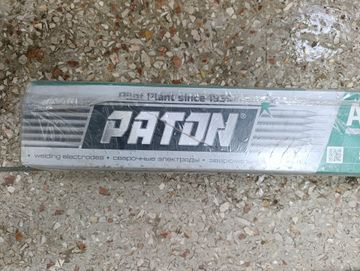 Pilot Plant since 1959
PATON®
A
• welding electrodes • сварочные электроды •